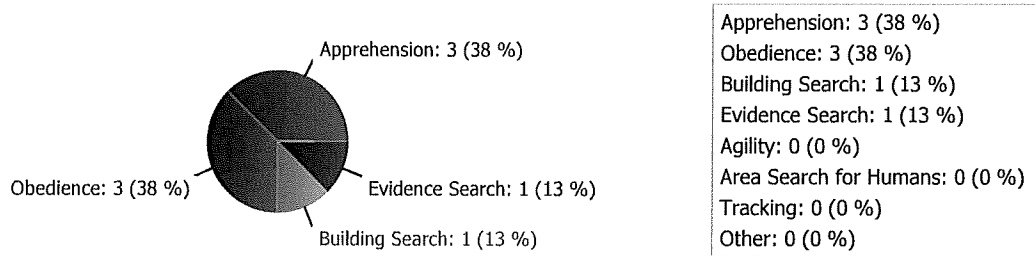 Apprehension: 3 (38 %)
Obedience: 3 (38 %)
Evidence Search: 1 (13 %)
Building Search: 1 (13 %)
Apprehension: 3 (38 %)
Obedience: 3 (38 %)
Building Search: 1 (13 %)
Evidence Search: 1 (13 %)
Agility: 0 (0 %)
Area Search for Humans: 0 (0 %)
Tracking: 0 (0 %)
Other: 0 (0 %)